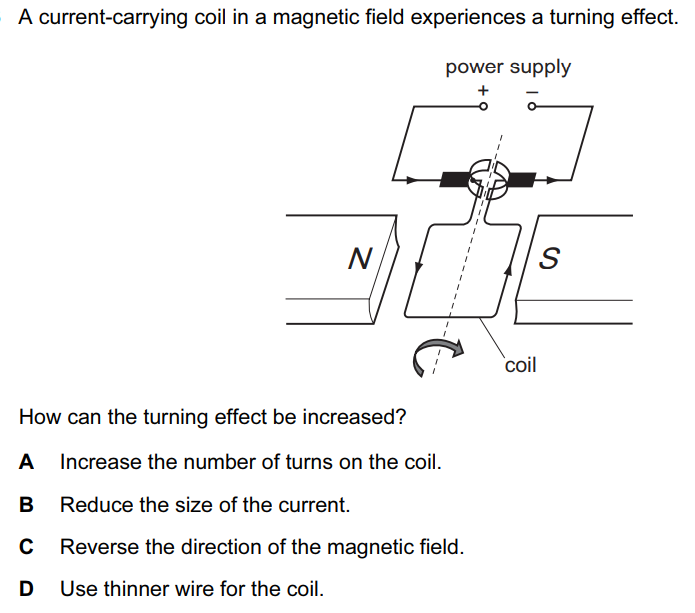 A current-carrying coil in a magnetic field experiences a turning effect.
power supply
+ −
N
S
coil
How can the turning effect be increased?
A Increase the number of turns on the coil.
B Reduce the size of the current.
C Reverse the direction of the magnetic field.
D Use thinner wire for the coil.